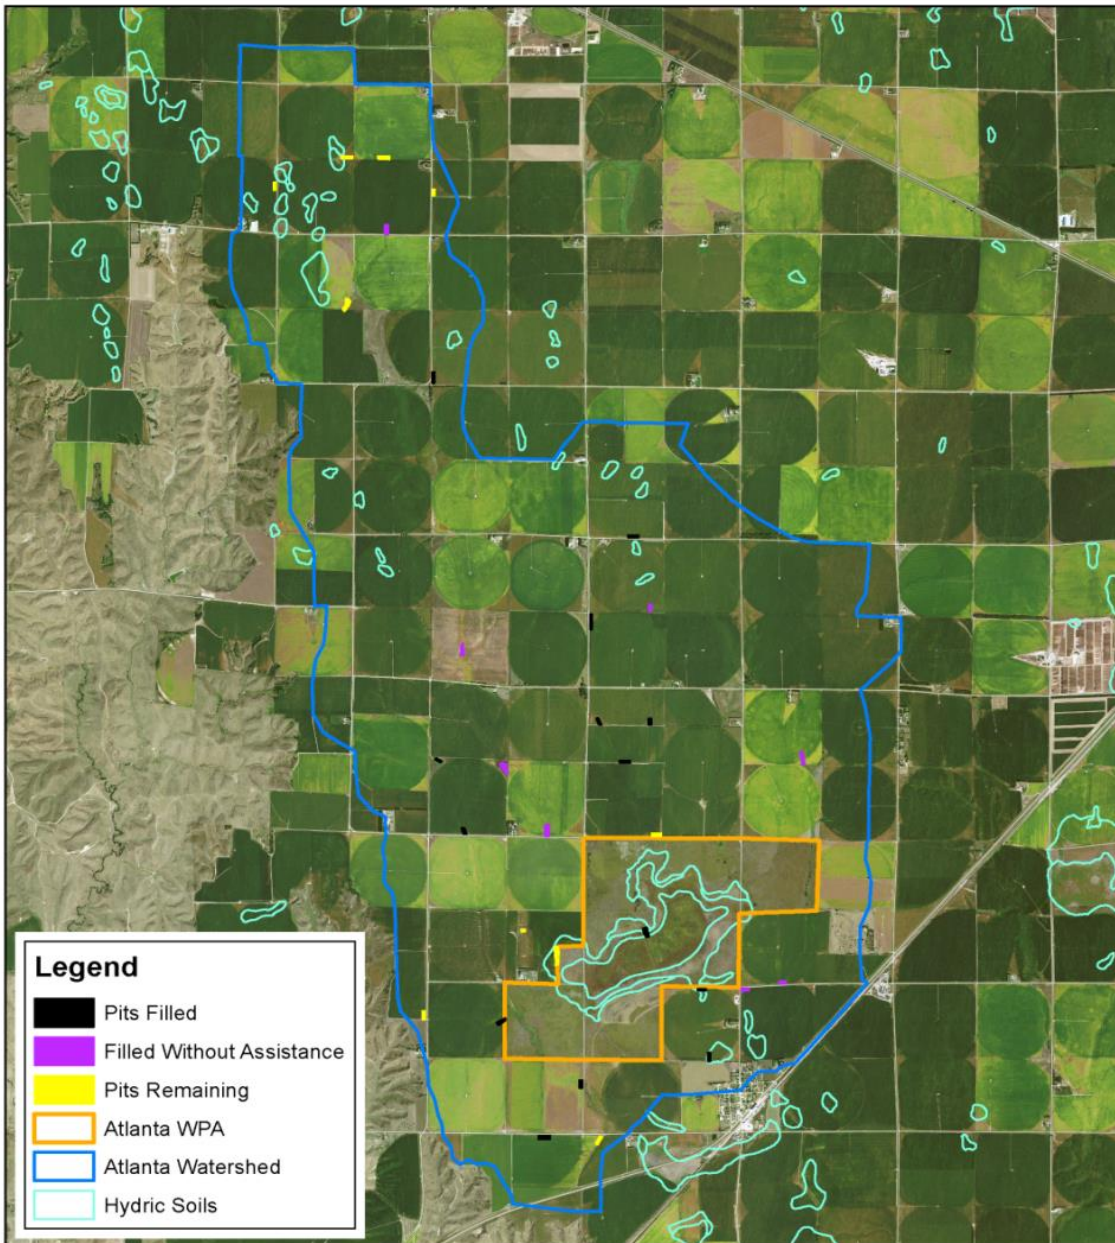 Legend
Pits Filled
Filled Without Assistance
Pits Remaining
Atlanta WPA
Atlanta Watershed
Hydric Soils